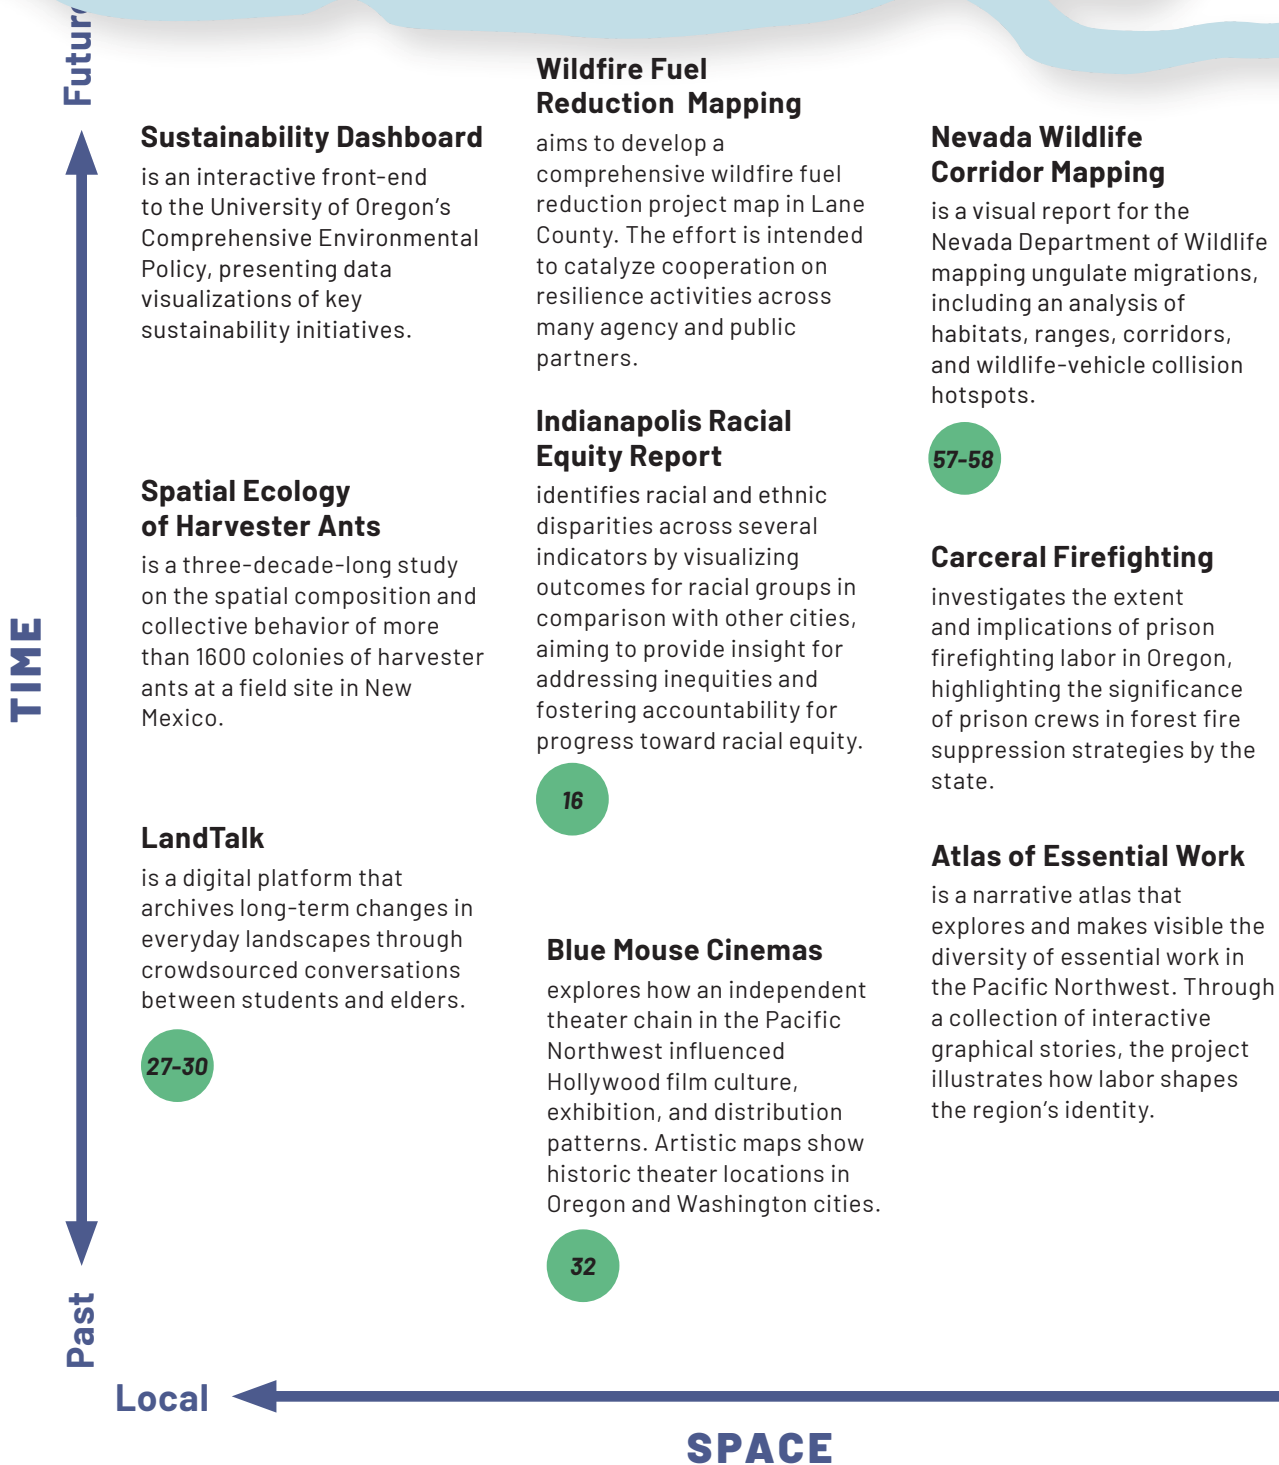 Future
TIME
Past
Sustainability Dashboard
is an interactive front-end
to the University of Oregon’s
Comprehensive Environmental
Policy, presenting data
visualizations of key
sustainability initiatives.
Spatial Ecology
of Harvester Ants
is a three-decade-long study
on the spatial composition and
collective behavior of more
than 1600 colonies of harvester
ants at a field site in New
Mexico.
LandTalk
is a digital platform that
archives long-term changes in
everyday landscapes through
crowdsourced conversations
between students and elders.
27-30
Wildfire Fuel
Reduction Mapping
aims to develop a
comprehensive wildfire fuel
reduction project map in Lane
County. The effort is intended
to catalyze cooperation on
resilience activities across
many agency and public
partners.
Indianapolis Racial
Equity Report
identifies racial and ethnic
disparities across several
indicators by visualizing
outcomes for racial groups in
comparison with other cities,
aiming to provide insight for
addressing inequities and
fostering accountability for
progress toward racial equity.
16
Blue Mouse Cinemas
explores how an independent
theater chain in the Pacific
Northwest influenced
Hollywood film culture,
exhibition, and distribution
patterns. Artistic maps show
historic theater locations in
Oregon and Washington cities.
32
Nevada Wildlife
Corridor Mapping
is a visual report for the
Nevada Department of Wildlife
mapping ungulate migrations,
including an analysis of
habitats, ranges, corridors,
and wildlife-vehicle collision
hotspots.
57-58
Carceral Firefighting
investigates the extent
and implications of prison
firefighting labor in Oregon,
highlighting the significance
of prison crews in forest fire
suppression strategies by the
state.
Atlas of Essential Work
is a narrative atlas that
explores and makes visible the
diversity of essential work in
the Pacific Northwest. Through
a collection of interactive
graphical stories, the project
illustrates how labor shapes
the region’s identity.
Local
SPACE